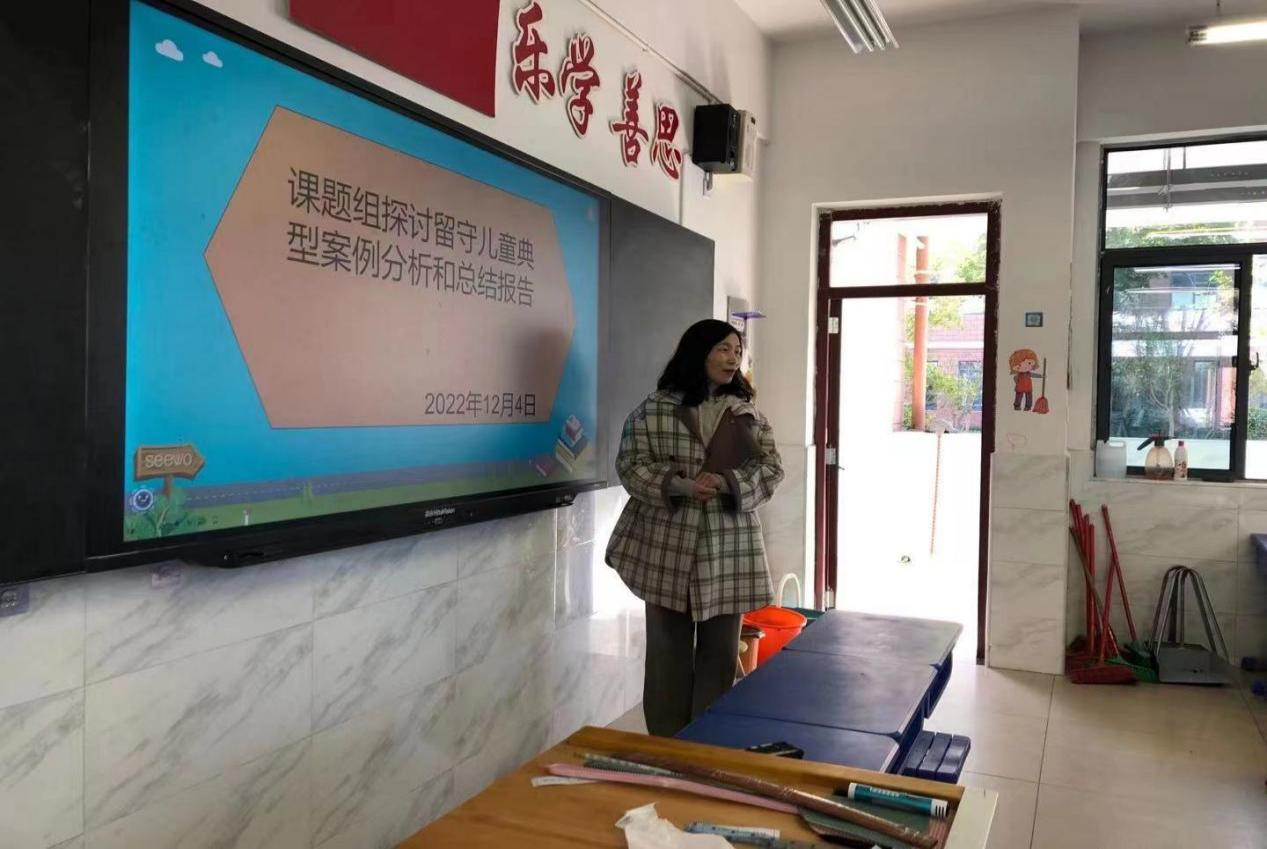 乐学 善思
课题组探讨留守儿童典
型案例分析和总结报告
2022年12月4日
seewo